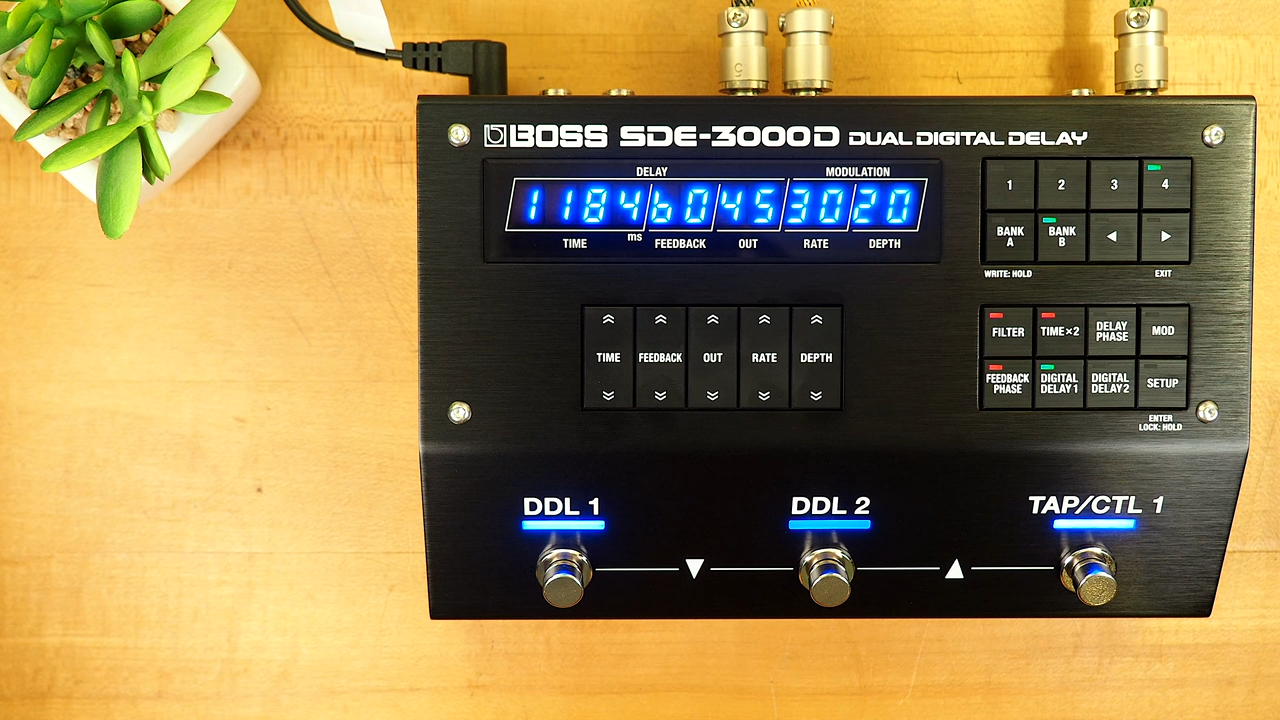 BOSS SDE-3000D DUAL DIGITAL DELAY
DELAY MODULATION
1184 60 45 30 20
TIME ms FEEDBACK OUT RATE DEPTH
1 2 3 4
BANK A BANK B ◀ ▶
WRITE: HOLD EXIT
TIME FEEDBACK OUT RATE DEPTH
FILTER TIME×2 DELAY PHASE MOD
FEEDBACK PHASE DIGITAL DELAY 1 DIGITAL DELAY 2 SETUP
ENTER
LOCK: HOLD
DDL 1 DDL 2 TAP/CTL 1